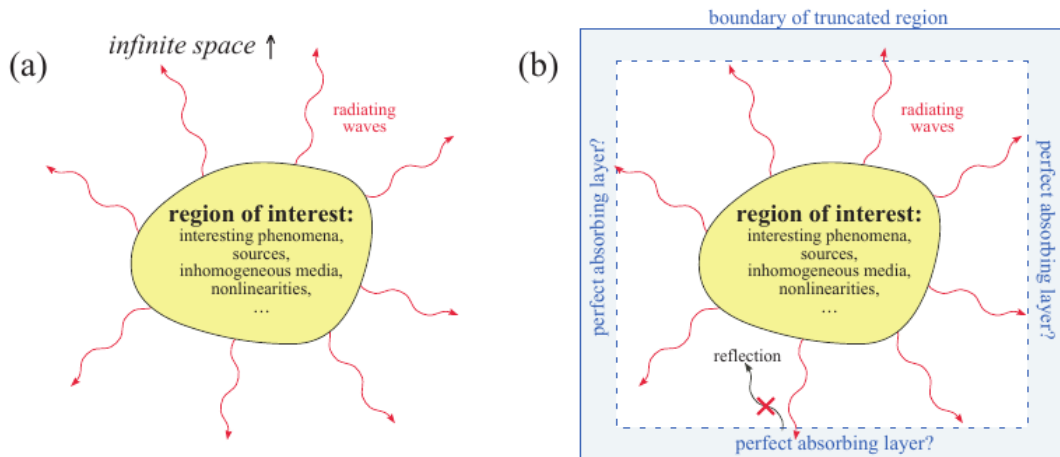 (a)
infinite space ↑
radiating
waves
region of interest:
interesting phenomena,
sources,
inhomogeneous media,
nonlinearities,
...
(b)
boundary of truncated region
perfect absorbing layer?
radiating
waves
region of interest:
interesting phenomena,
sources,
inhomogeneous media,
nonlinearities,
...
perfect absorbing layer?
reflection
perfect absorbing layer?